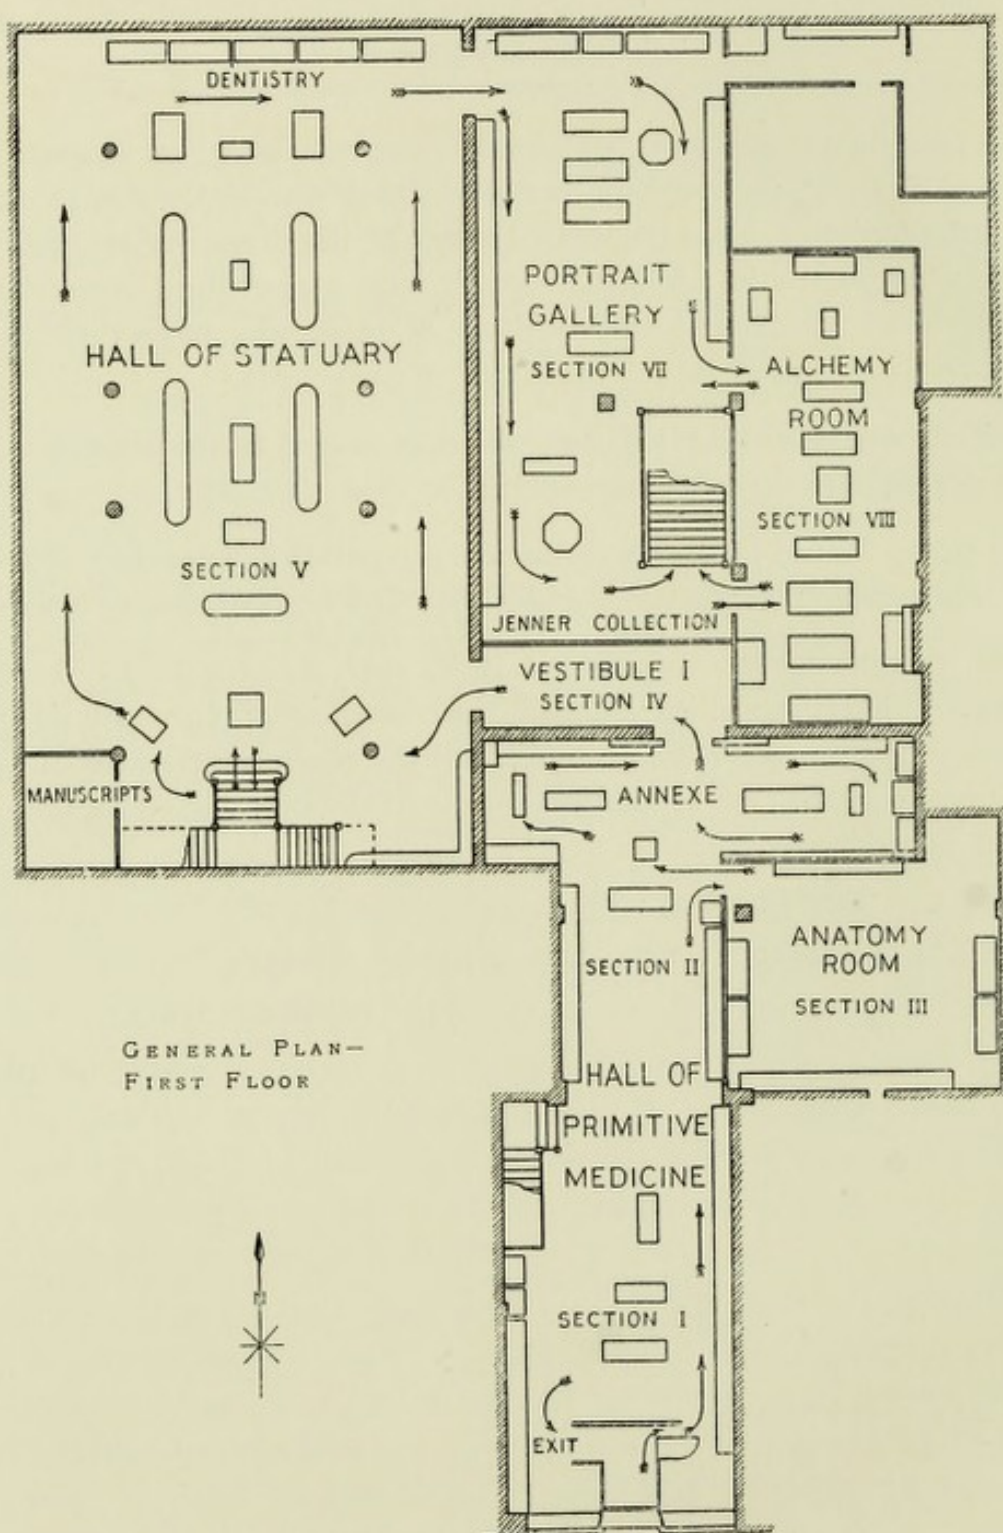 DENTISTRY
HALL OF STATUARY
SECTION V
MANUSCRIPTS
PORTRAIT
GALLERY
SECTION VII
JENNER COLLECTION
ALCHEMY
ROOM
SECTION VIII
VESTIBULE I
SECTION IV
ANNEXE
SECTION II
ANATOMY
ROOM
SECTION III
HALL OF
PRIMITIVE
MEDICINE
SECTION I
EXIT
GENERAL PLAN—
FIRST FLOOR
N